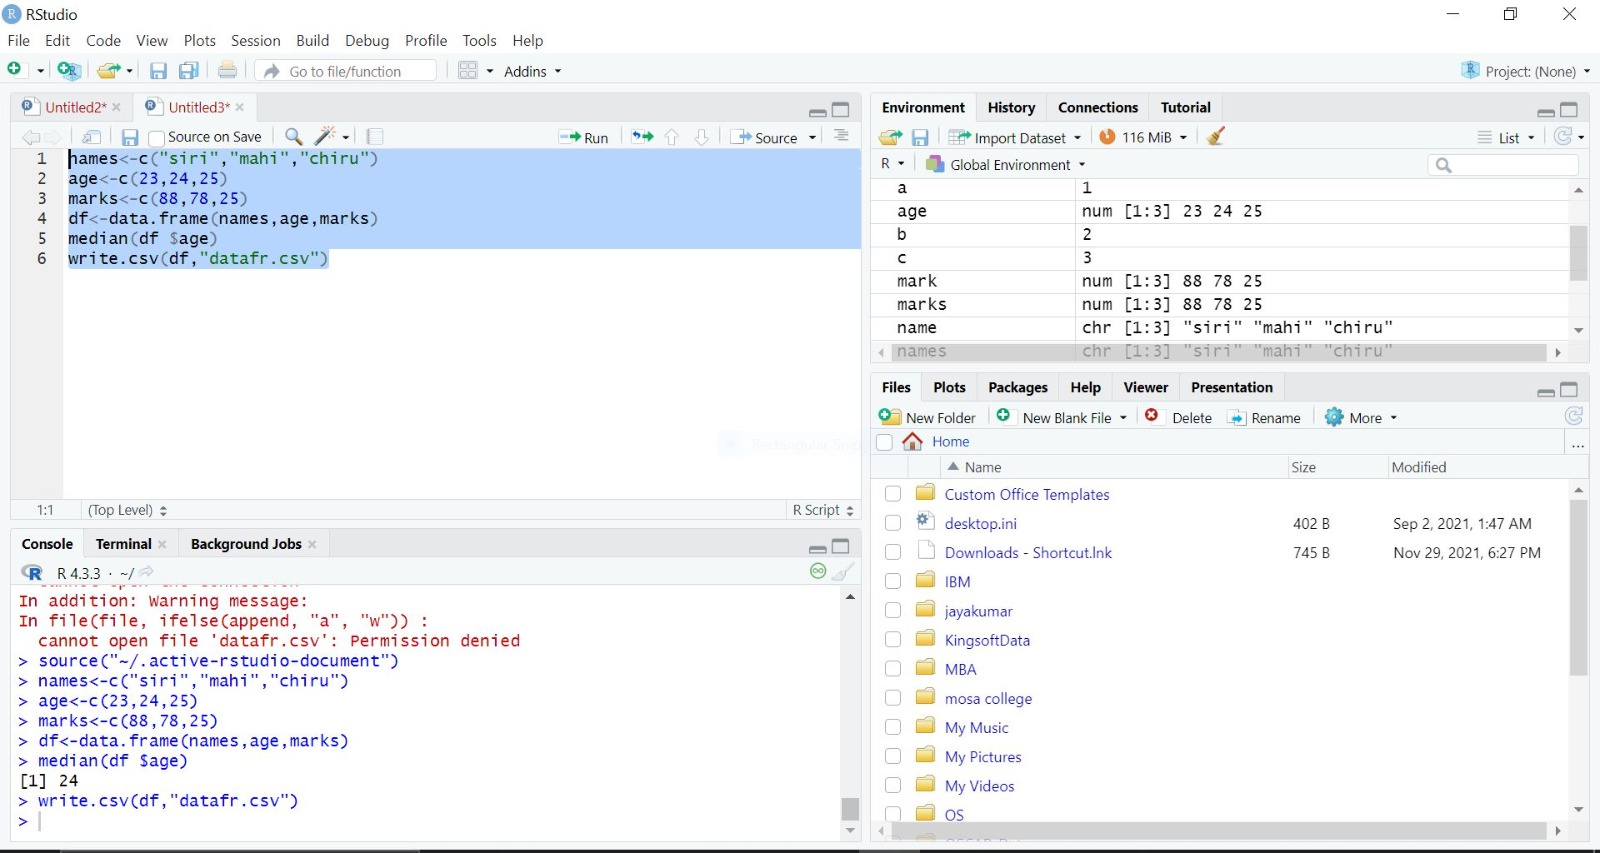 RStudio
File Edit Code View Plots Session Build Debug Profile Tools Help
Go to file/function Addins Project: (None)
Untitled2* Untitled3*
Source on Save Run Source
1 names<-c("siri","mahi","chiru")
2 age<-c(23,24,25)
3 marks<-c(88,78,25)
4 df<-data.frame(names,age,marks)
5 median(df $age)
6 write.csv(df,"datafr.csv")
1:1 (Top Level) R Script
Console Terminal Background Jobs
R 4.3.3 · ~/
In addition: Warning message:
In file(file, ifelse(append, "a", "w")) :
cannot open file 'datafr.csv': Permission denied
> source("~/.active-rstudio-document")
> names<-c("siri","mahi","chiru")
> age<-c(23,24,25)
> marks<-c(88,78,25)
> df<-data.frame(names,age,marks)
> median(df $age)
[1] 24
> write.csv(df,"datafr.csv")
>
Environment History Connections Tutorial
Import Dataset 116 MiB List
R Global Environment
a 1
age num [1:3] 23 24 25
b 2
c 3
mark num [1:3] 88 78 25
marks num [1:3] 88 78 25
name chr [1:3] "siri" "mahi" "chiru"
names chr [1:3] "siri" "mahi" "chiru"
Files Plots Packages Help Viewer Presentation
New Folder New Blank File Delete Rename More
Home ...
Name Size Modified
Custom Office Templates
desktop.ini 402 B Sep 2, 2021, 1:47 AM
Downloads - Shortcut.lnk 745 B Nov 29, 2021, 6:27 PM
IBM
jayakumar
KingsoftData
MBA
mosa college
My Music
My Pictures
My Videos
OS